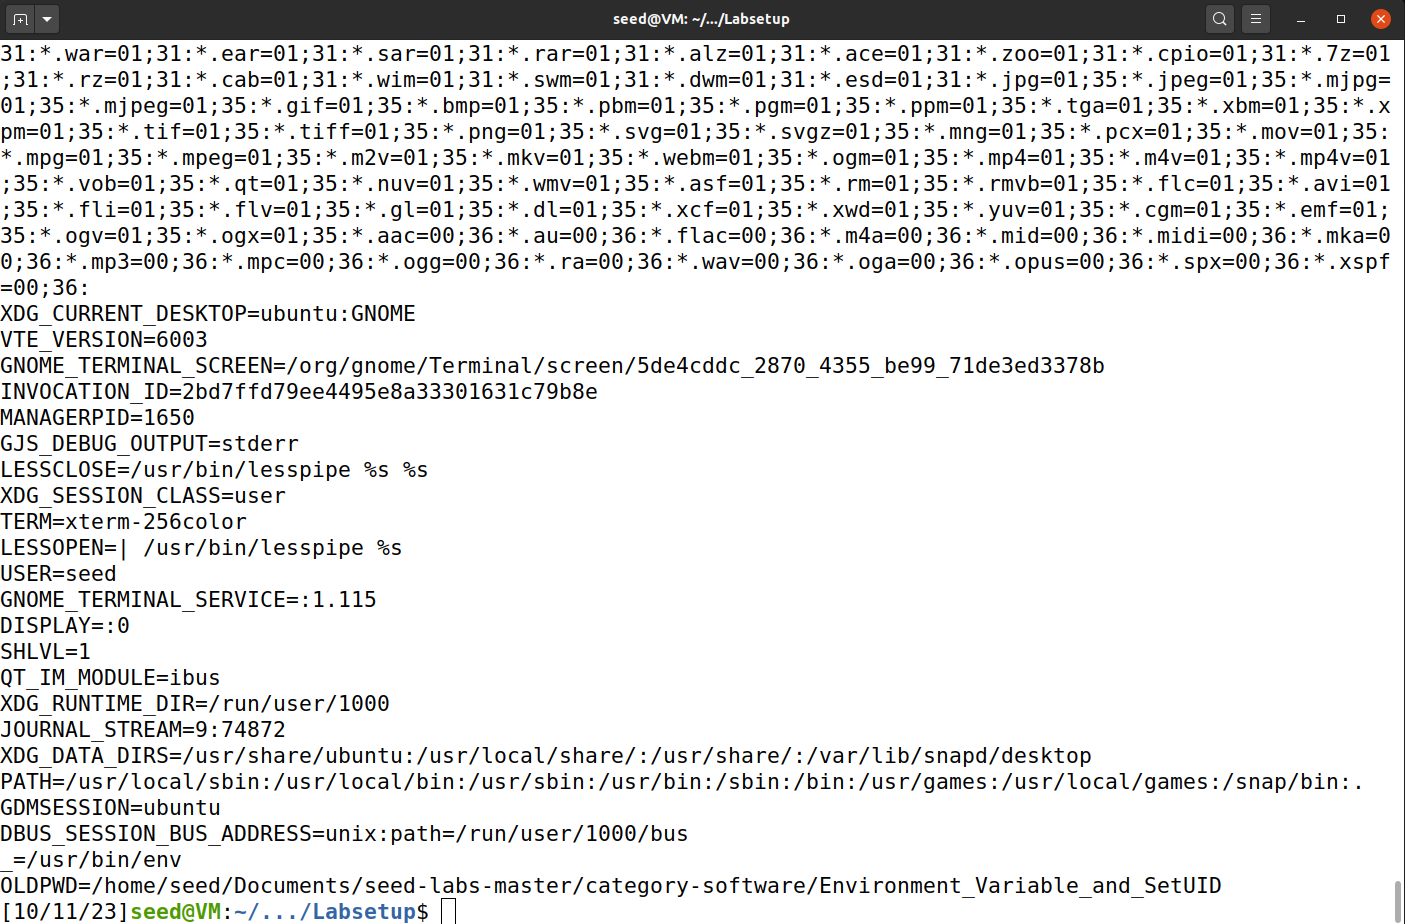 seed@VM: ~/.../Labsetup
31:*.war=01;31:*.ear=01;31:*.sar=01;31:*.rar=01;31:*.alz=01;31:*.ace=01;31:*.zoo=01;31:*.cpio=01;31:*.7z=01
;31:*.rz=01;31:*.cab=01;31:*.wim=01;31:*.swm=01;31:*.dwm=01;31:*.esd=01;31:*.jpg=01;35:*.jpeg=01;35:*.mjpg=
01;35:*.mjpeg=01;35:*.gif=01;35:*.bmp=01;35:*.pbm=01;35:*.pgm=01;35:*.ppm=01;35:*.tga=01;35:*.xbm=01;35:*.x
pm=01;35:*.tif=01;35:*.tiff=01;35:*.png=01;35:*.svg=01;35:*.svgz=01;35:*.mng=01;35:*.pcx=01;35:*.mov=01;35:
*.mpg=01;35:*.mpeg=01;35:*.m2v=01;35:*.mkv=01;35:*.webm=01;35:*.ogm=01;35:*.mp4=01;35:*.m4v=01;35:*.mp4v=01
;35:*.vob=01;35:*.qt=01;35:*.nuv=01;35:*.wmv=01;35:*.asf=01;35:*.rm=01;35:*.rmvb=01;35:*.flc=01;35:*.avi=01
;35:*.fli=01;35:*.flv=01;35:*.gl=01;35:*.dl=01;35:*.xcf=01;35:*.xwd=01;35:*.yuv=01;35:*.cgm=01;35:*.emf=01;
35:*.ogv=01;35:*.ogx=01;35:*.aac=00;36:*.au=00;36:*.flac=00;36:*.m4a=00;36:*.mid=00;36:*.midi=00;36:*.mka=0
0;36:*.mp3=00;36:*.mpc=00;36:*.ogg=00;36:*.ra=00;36:*.wav=00;36:*.oga=00;36:*.opus=00;36:*.spx=00;36:*.xspf
=00;36:
XDG_CURRENT_DESKTOP=ubuntu:GNOME
VTE_VERSION=6003
GNOME_TERMINAL_SCREEN=/org/gnome/Terminal/screen/5de4cddc_2870_4355_be99_71de3ed3378b
INVOCATION_ID=2bd7ffd79ee4495e8a33301631c79b8e
MANAGERPID=1650
GJS_DEBUG_OUTPUT=stderr
LESSCLOSE=/usr/bin/lesspipe %s %s
XDG_SESSION_CLASS=user
TERM=xterm-256color
LESSOPEN=| /usr/bin/lesspipe %s
USER=seed
GNOME_TERMINAL_SERVICE=:1.115
DISPLAY=:0
SHLVL=1
QT_IM_MODULE=ibus
XDG_RUNTIME_DIR=/run/user/1000
JOURNAL_STREAM=9:74872
XDG_DATA_DIRS=/usr/share/ubuntu:/usr/local/share/:/usr/share/:/var/lib/snapd/desktop
PATH=/usr/local/sbin:/usr/local/bin:/usr/sbin:/usr/bin:/sbin:/bin:/usr/games:/usr/local/games:/snap/bin:.
GDMSESSION=ubuntu
DBUS_SESSION_BUS_ADDRESS=unix:path=/run/user/1000/bus
_=/usr/bin/env
OLDPWD=/home/seed/Documents/seed-labs-master/category-software/Environment_Variable_and_SetUID
[10/11/23]seed@VM:~/.../Labsetup$